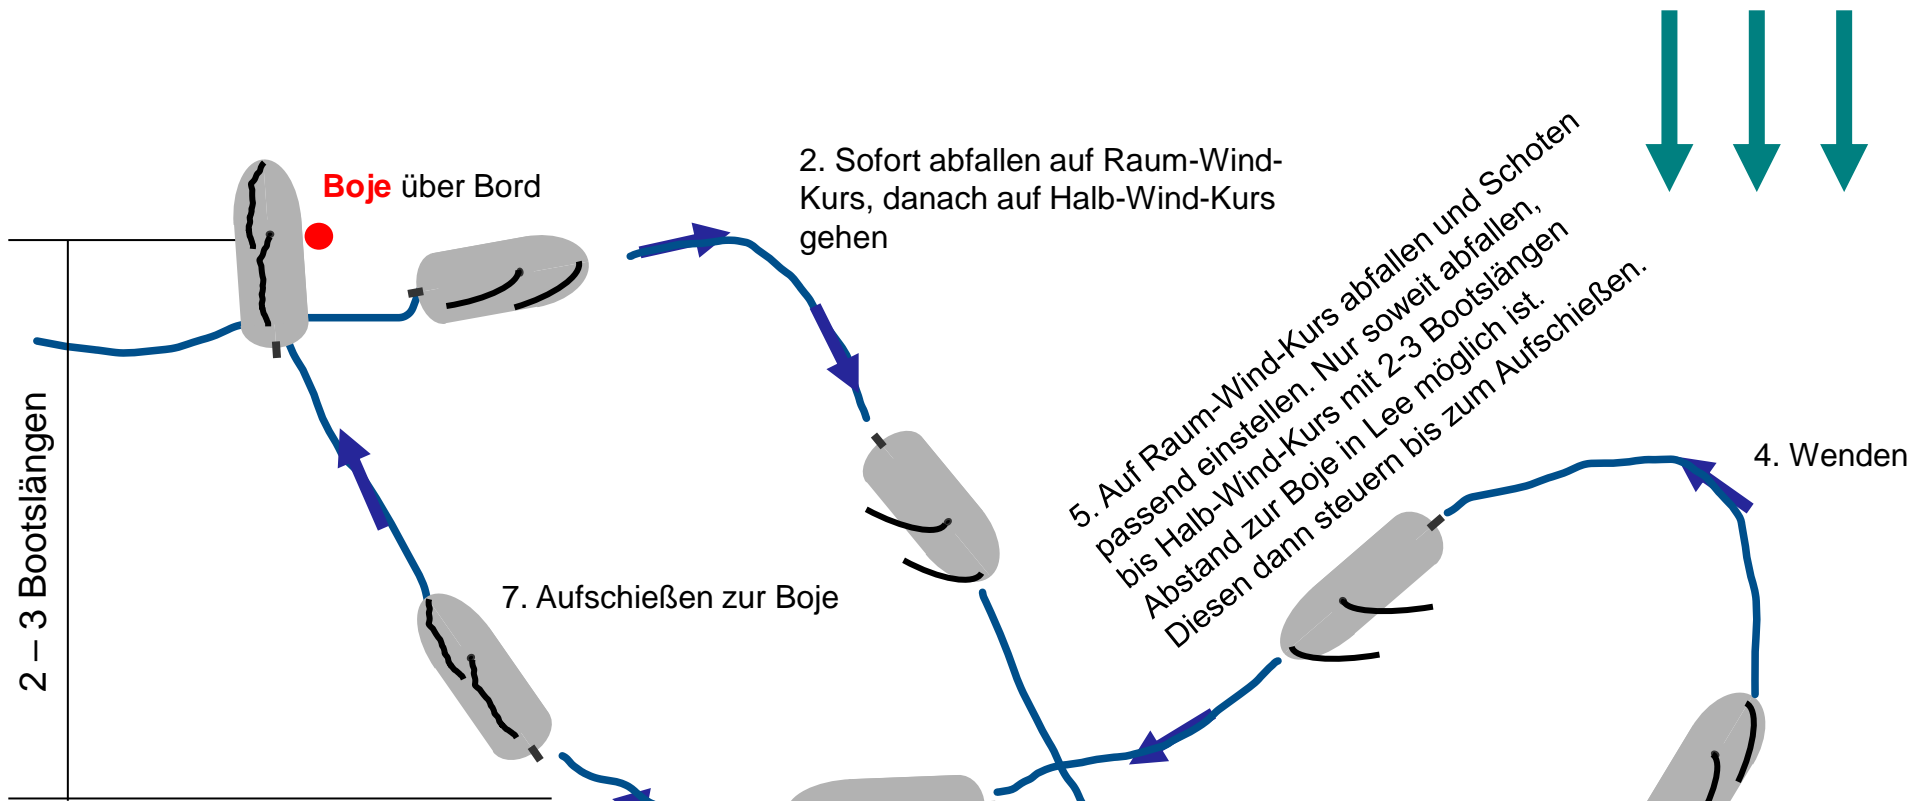 Boje über Bord
2. Sofort abfallen auf Raum-Wind-
Kurs, danach auf Halb-Wind-Kurs
gehen
5. Auf Raum-Wind-Kurs abfallen und Schoten
passend einstellen. Nur soweit abfallen,
bis Halb-Wind-Kurs mit 2-3 Bootslängen
Abstand zur Boje in Lee möglich ist.
Diesen dann steuern bis zum Aufschießen.
4. Wenden
2 – 3 Bootslängen
7. Aufschießen zur Boje